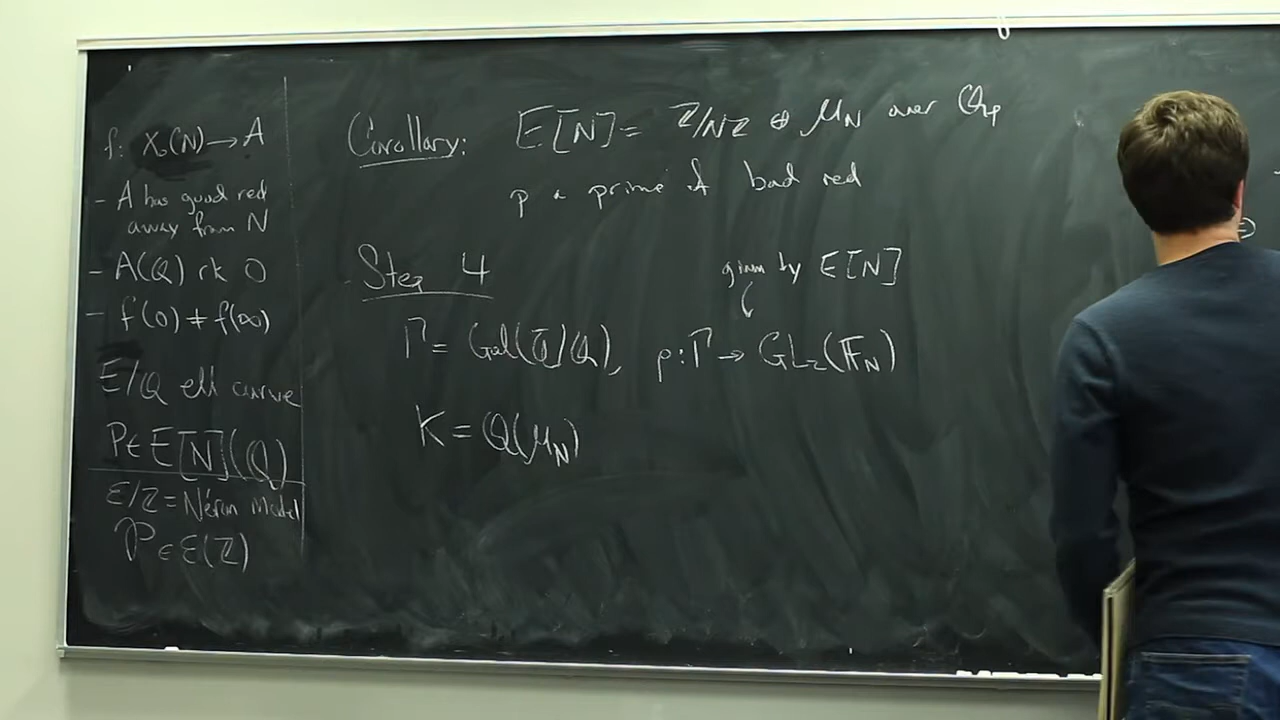 f: X₀(N) → A
- A has good red
away from N
- A(ℚ) rk 0
- f(0) ≠ f(∞)
E/ℚ ell curve
P ∈ E[N](ℚ)
ℰ/ℤ = Néron Model
𝒫 ∈ ℰ(ℤ)
Corollary: E[N] = ℤ/Nℤ ⊕ μ_N over ℚ_p
p a prime of bad red
Step 4
given by E[N]
Γ = Gal(ℚ̄/ℚ), ρ: Γ → GL₂(𝔽_N)
K = ℚ(μ_N)